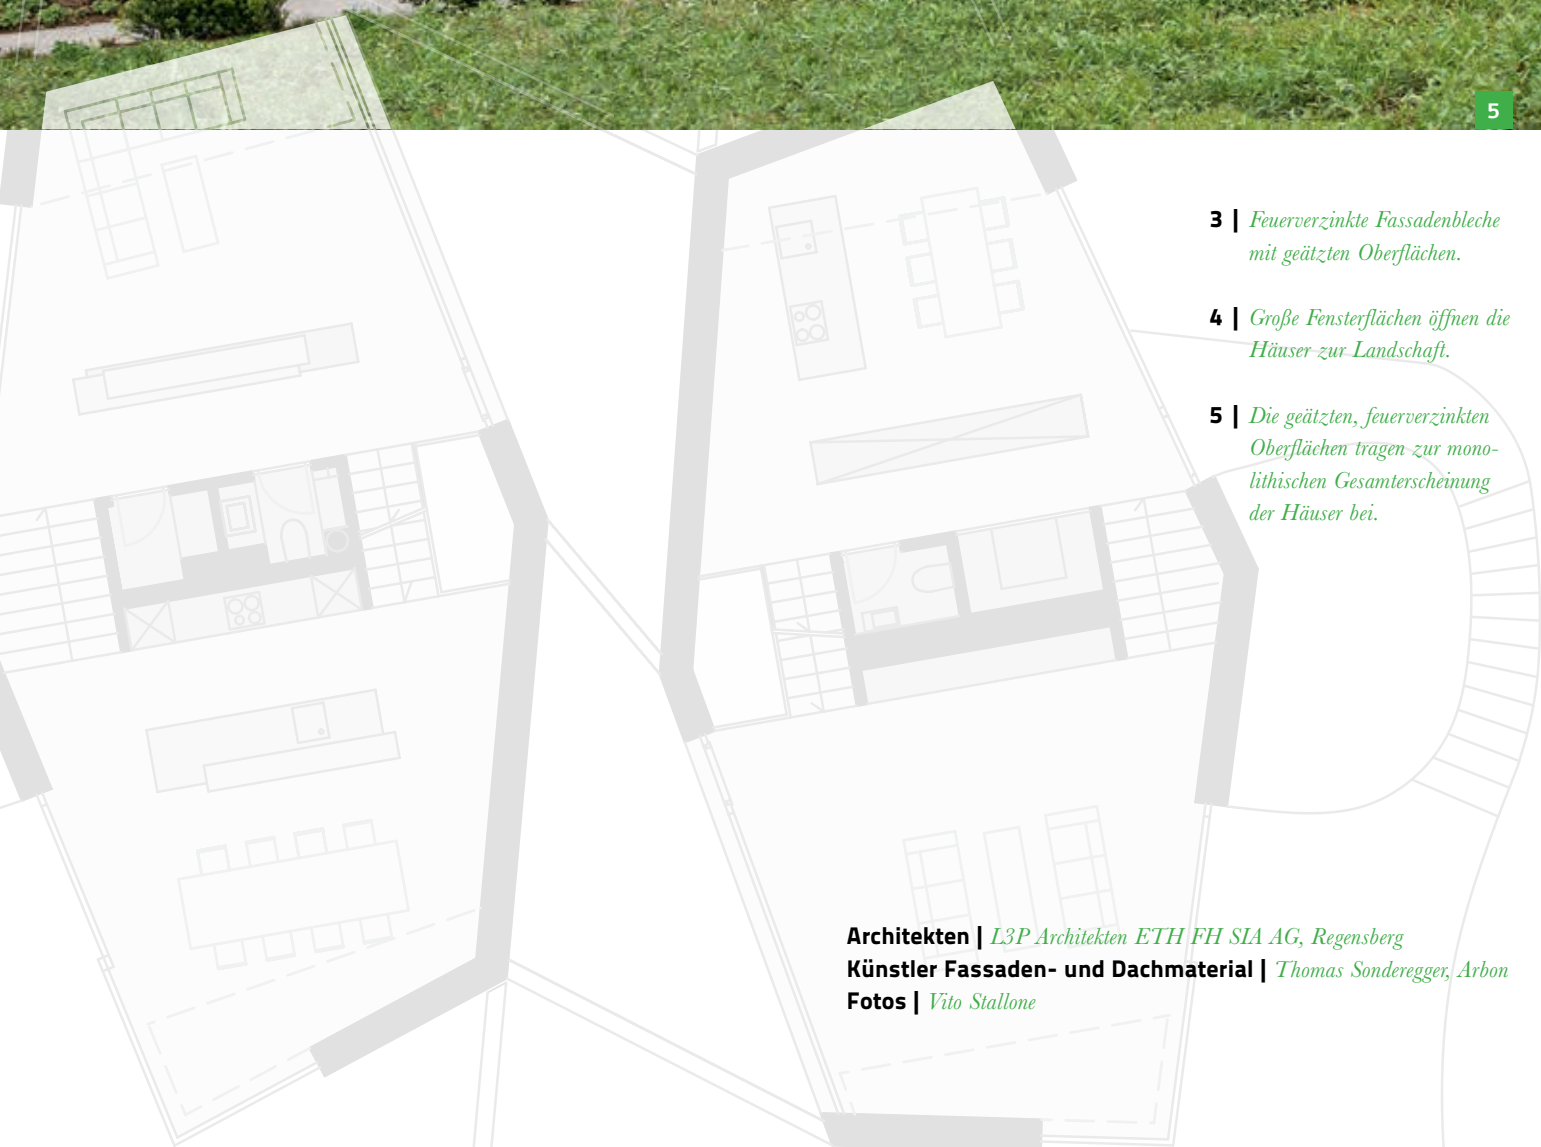 5
3 | Feuerverzinkte Fassadenbleche
mit geätzten Oberflächen.
4 | Große Fensterflächen öffnen die
Häuser zur Landschaft.
5 | Die geätzten, feuerverzinkten
Oberflächen tragen zur mono-
lithischen Gesamterscheinung
der Häuser bei.
Architekten | L3P Architekten ETH FH SIA AG, Regensberg
Künstler Fassaden- und Dachmaterial | Thomas Sonderegger, Arbon
Fotos | Vito Stallone